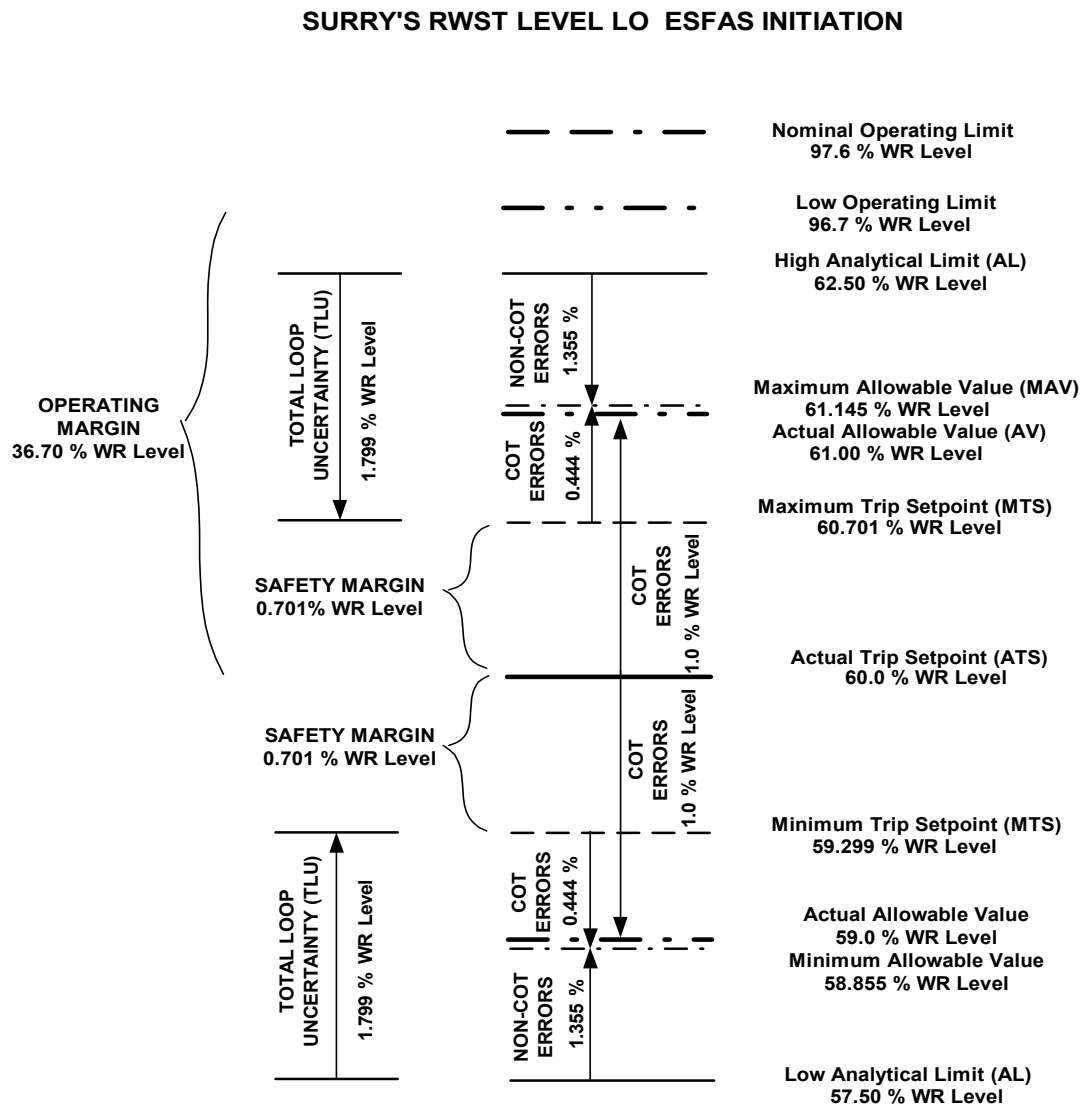 SURRY'S RWST LEVEL LO ESFAS INITIATION
Nominal Operating Limit
97.6 % WR Level
Low Operating Limit
96.7 % WR Level
High Analytical Limit (AL)
62.50 % WR Level
TOTAL LOOP
UNCERTAINTY (TLU)
1.799 % WR Level
NON-COT
ERRORS
1.355 %
Maximum Allowable Value (MAV)
61.145 % WR Level
Actual Allowable Value (AV)
61.00 % WR Level
OPERATING
MARGIN
36.70 % WR Level
COT
ERRORS
0.444 %
Maximum Trip Setpoint (MTS)
60.701 % WR Level
SAFETY MARGIN
0.701% WR Level
COT
ERRORS
1.0 % WR Level
Actual Trip Setpoint (ATS)
60.0 % WR Level
SAFETY MARGIN
0.701 % WR Level
COT
ERRORS
1.0 % WR Level
Minimum Trip Setpoint (MTS)
59.299 % WR Level
TOTAL LOOP
UNCERTAINTY (TLU)
1.799 % WR Level
COT
ERRORS
0.444 %
Actual Allowable Value
59.0 % WR Level
Minimum Allowable Value
58.855 % WR Level
NON-COT
ERRORS
1.355 %
Low Analytical Limit (AL)
57.50 % WR Level